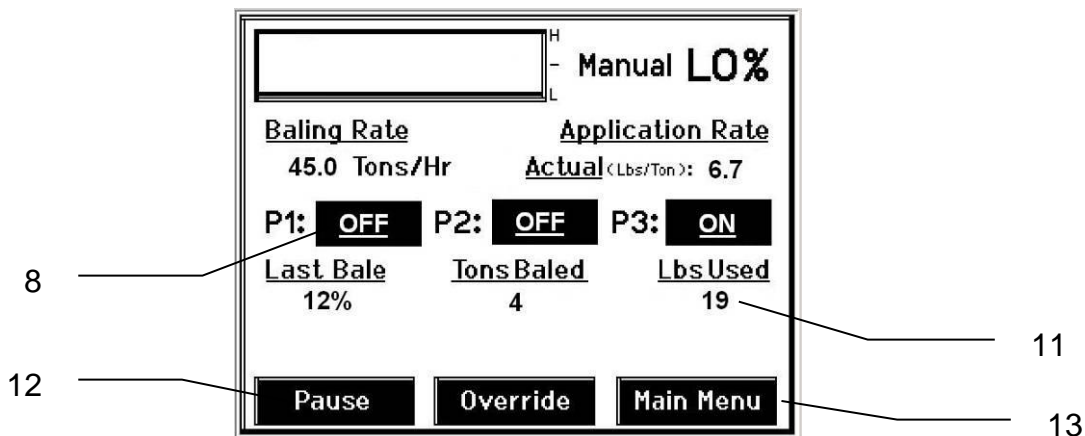 H
-
L
Manual LO%
Baling Rate Application Rate
45.0 Tons/Hr Actual (Lbs/Ton): 6.7
P1: OFF P2: OFF P3: ON
8
Last Bale Tons Baled Lbs Used
12% 4 19
11
12
Pause Override Main Menu
13